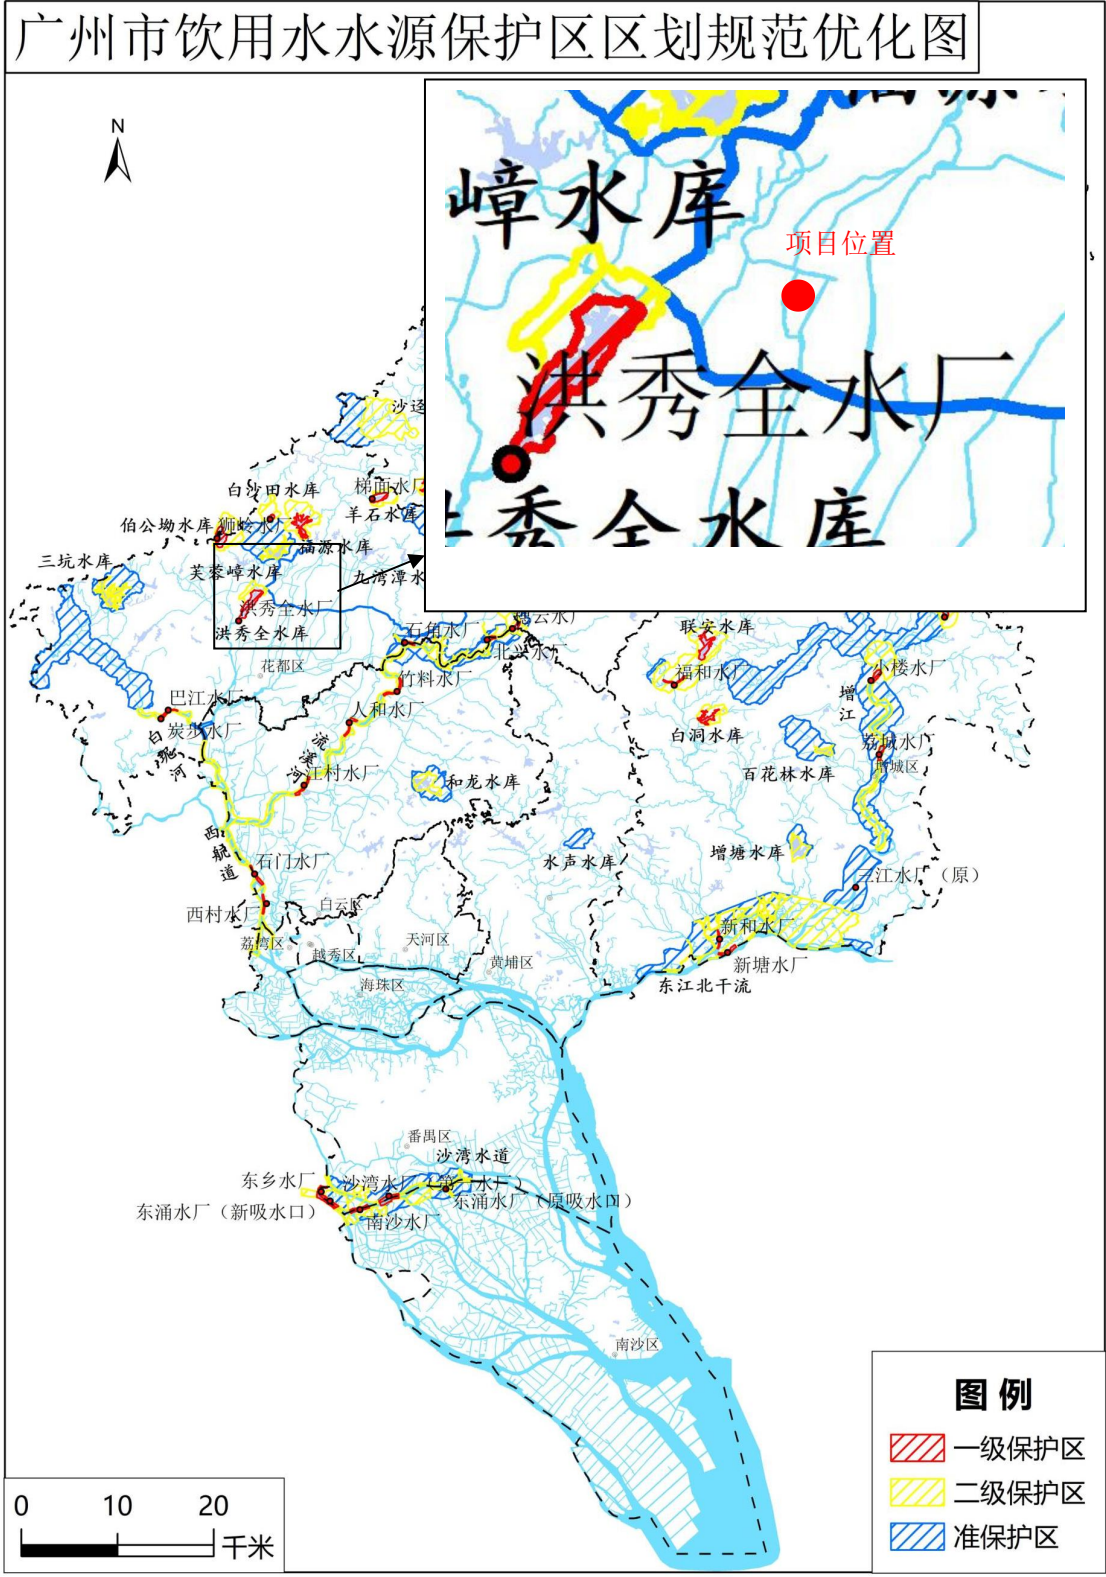 广州市饮用水水源保护区区划规范优化图
N
嶂水库
项目位置
洪秀全水厂
秀全水库
沙迳
白沙田水库
梯面水厂
羊石水库
伯公坳水库
狮岭水厂
福源水库
三坑水库
芙蓉嶂水库
九湾潭水
洪秀全水厂
洪秀全水库
石角水厂
北兴水厂
联安水库
花都区
竹料水厂
福和水厂
小楼水厂
巴江水厂
炭步水厂
白坭河
人和水厂
流溪河
增江
白洞水库
荔城水厂
增城区
江村水厂
和龙水库
百花林水库
西航道
石门水厂
水声水库
增塘水库
三江水厂（原）
西村水厂
白云区
荔湾区
越秀区
天河区
黄埔区
新和水厂
新塘水厂
海珠区
东江北干流
番禺区
沙湾水道
东乡水厂
东涌水厂（新吸水口）
东涌水厂（原吸水口）
南沙水厂
南沙区
图例
一级保护区
二级保护区
准保护区
0 10 20
千米